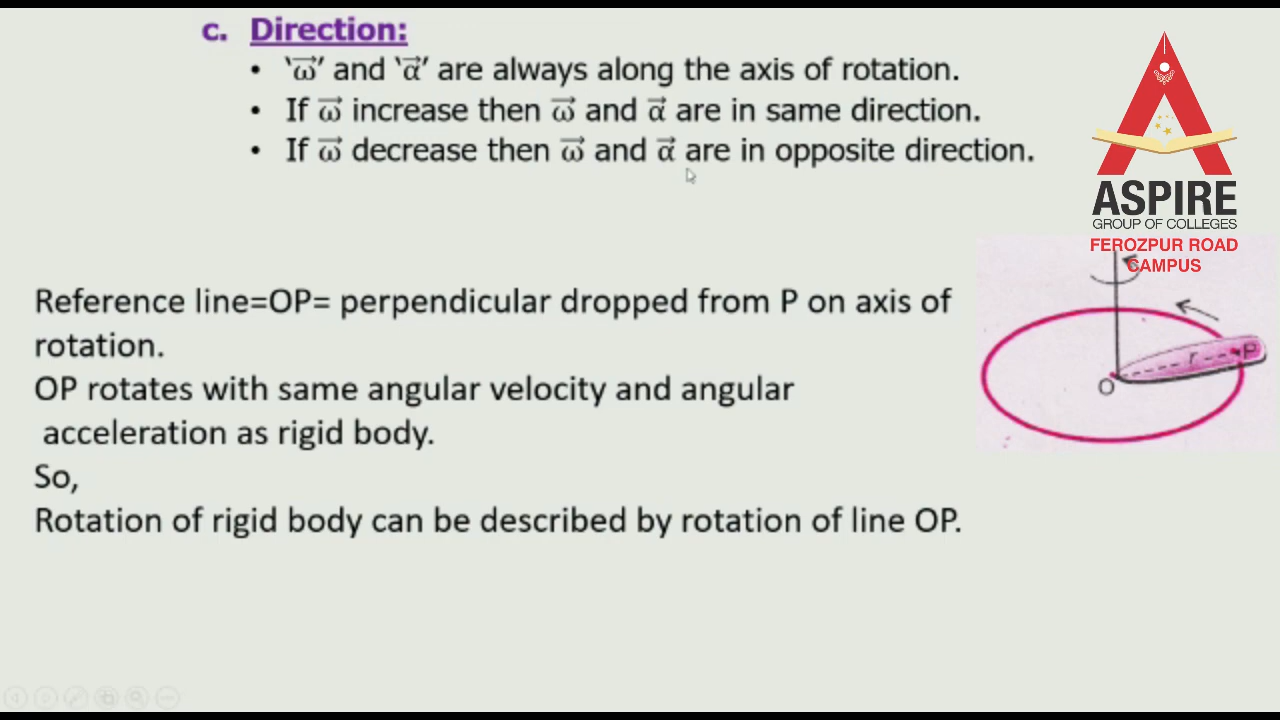 c. Direction:
• ‘ω⃗’ and ‘α⃗’ are always along the axis of rotation.
• If ω⃗ increase then ω⃗ and α⃗ are in same direction.
• If ω⃗ decrease then ω⃗ and α⃗ are in opposite direction.
ASPIRE
GROUP OF COLLEGES
FEROZPUR ROAD
CAMPUS
Reference line=OP= perpendicular dropped from P on axis of
rotation.
OP rotates with same angular velocity and angular
acceleration as rigid body.
So,
Rotation of rigid body can be described by rotation of line OP.
r
P
O